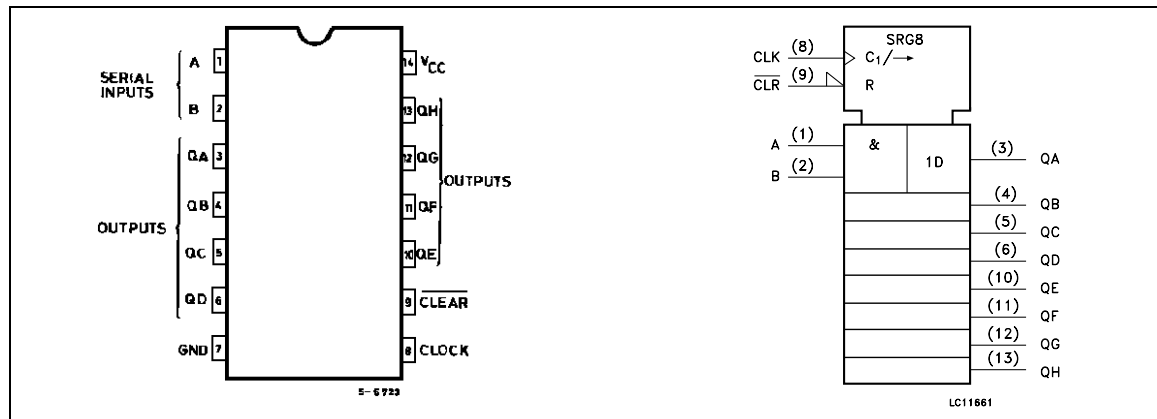 A 1
SERIAL
INPUTS
B 2
QA 3
QB 4
OUTPUTS
QC 5
QD 6
GND 7
14 VCC
13 QH
12 QG
OUTPUTS
11 QF
10 QE
9 CLEAR
8 CLOCK
S-6723
SRG8
CLK (8) C1/→
CLR (9) R
A (1) & 1D (3) QA
B (2)
(4) QB
(5) QC
(6) QD
(10) QE
(11) QF
(12) QG
(13) QH
LC11661